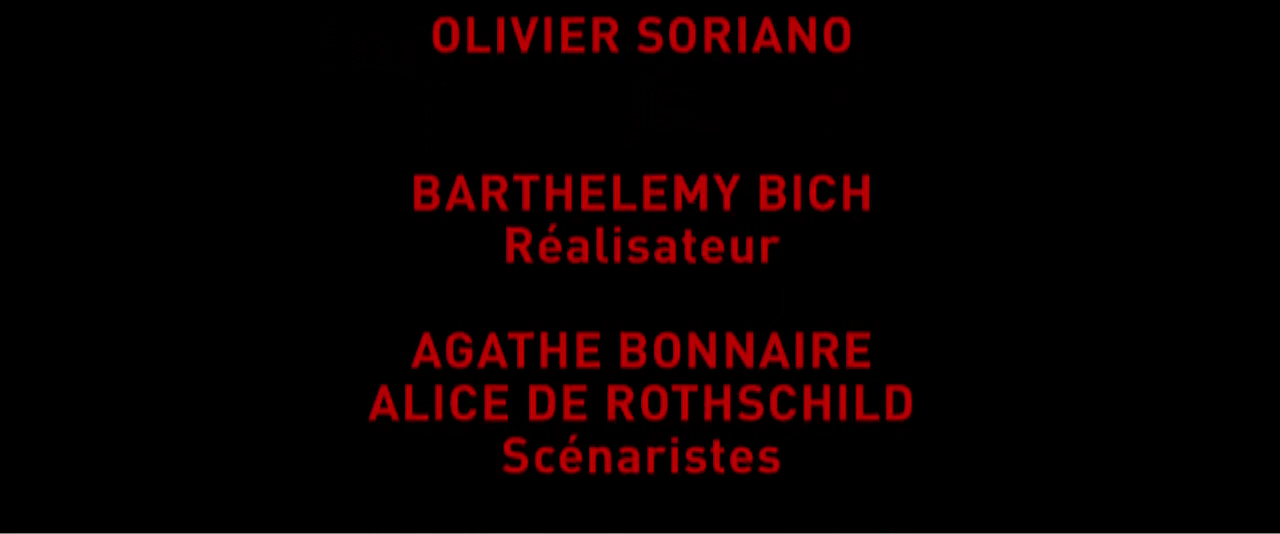 OLIVIER SORIANO
BARTHELEMY BICH
Réalisateur
AGATHE BONNAIRE
ALICE DE ROTHSCHILD
Scénaristes